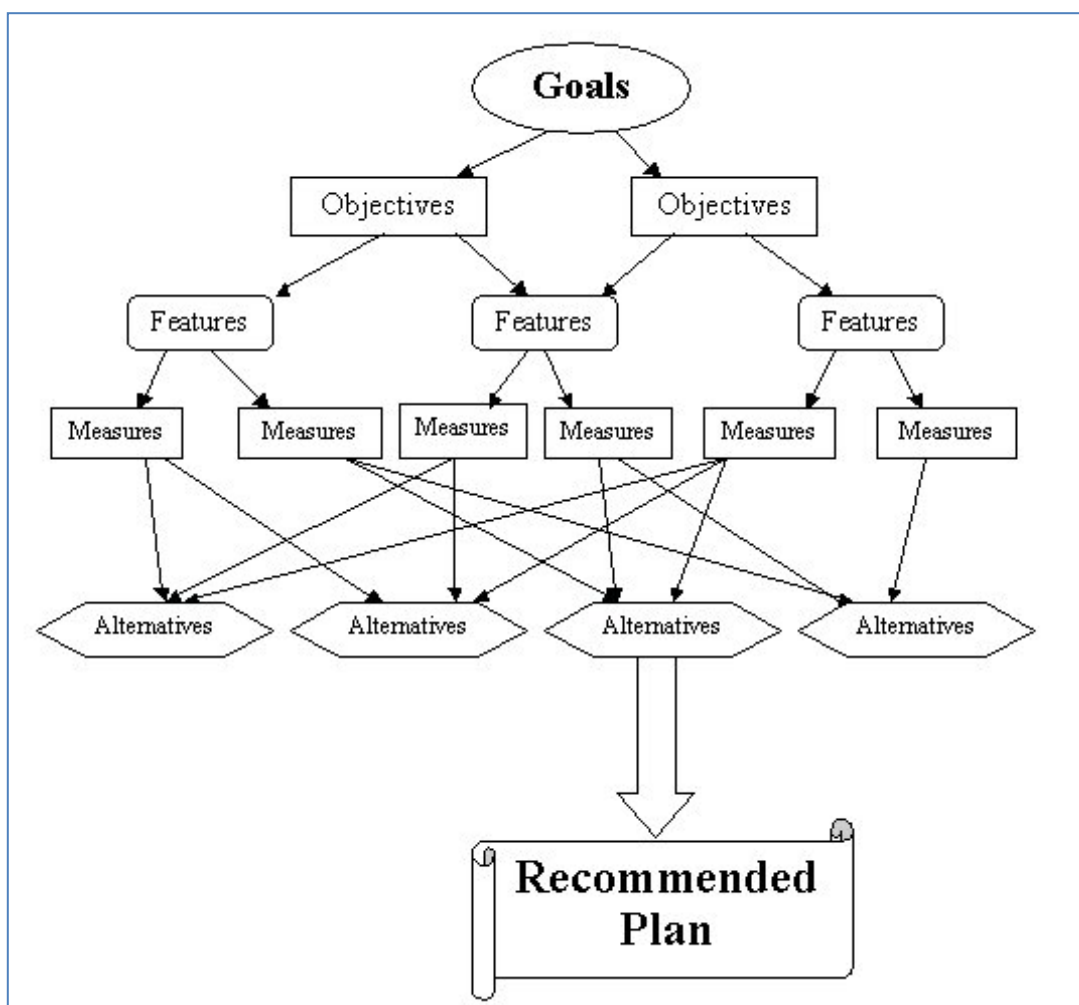 Goals
Objectives
Objectives
Features
Features
Features
Measures
Measures
Measures
Measures
Measures
Measures
Alternatives
Alternatives
Alternatives
Alternatives
Recommended
Plan